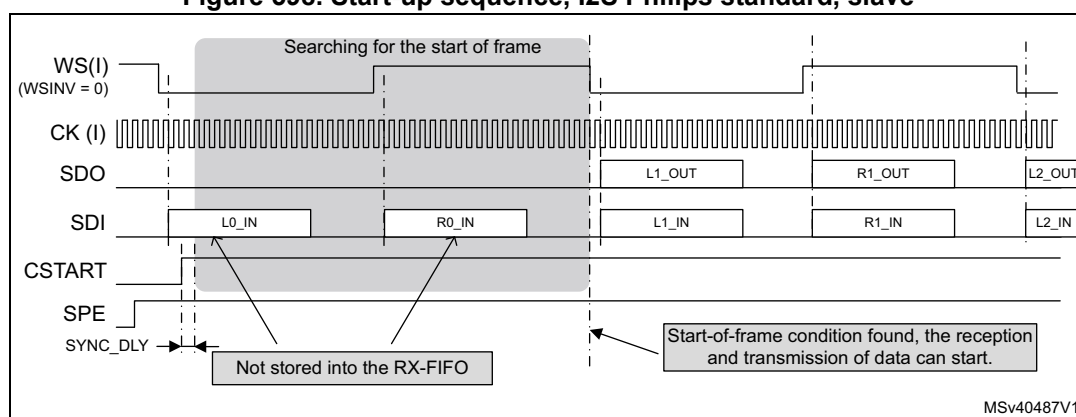 Figure Start-up sequence, I2S Philips standard, slave
Searching for the start of frame
WS(I)
(WSINV = 0)
CK (I)
SDO
L1_OUT
R1_OUT
L2_OUT
SDI
L0_IN
R0_IN
L1_IN
R1_IN
L2_IN
CSTART
SPE
SYNC_DLY
Not stored into the RX-FIFO
Start-of-frame condition found, the reception
and transmission of data can start.
MSv40487V1